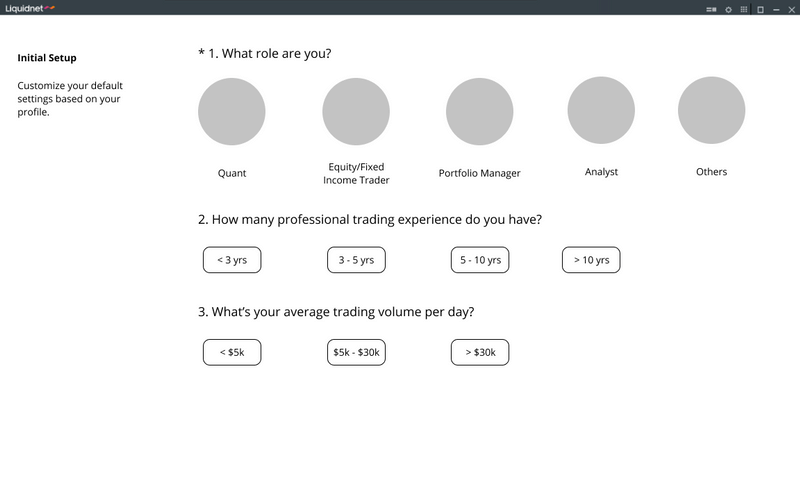 Liquidnet
Initial Setup
Customize your default
settings based on your
profile.
* 1. What role are you?
Quant
Equity/Fixed
Income Trader
Portfolio Manager
Analyst
Others
2. How many professional trading experience do you have?
< 3 yrs
3 - 5 yrs
5 - 10 yrs
> 10 yrs
3. What’s your average trading volume per day?
< $5k
$5k - $30k
> $30k